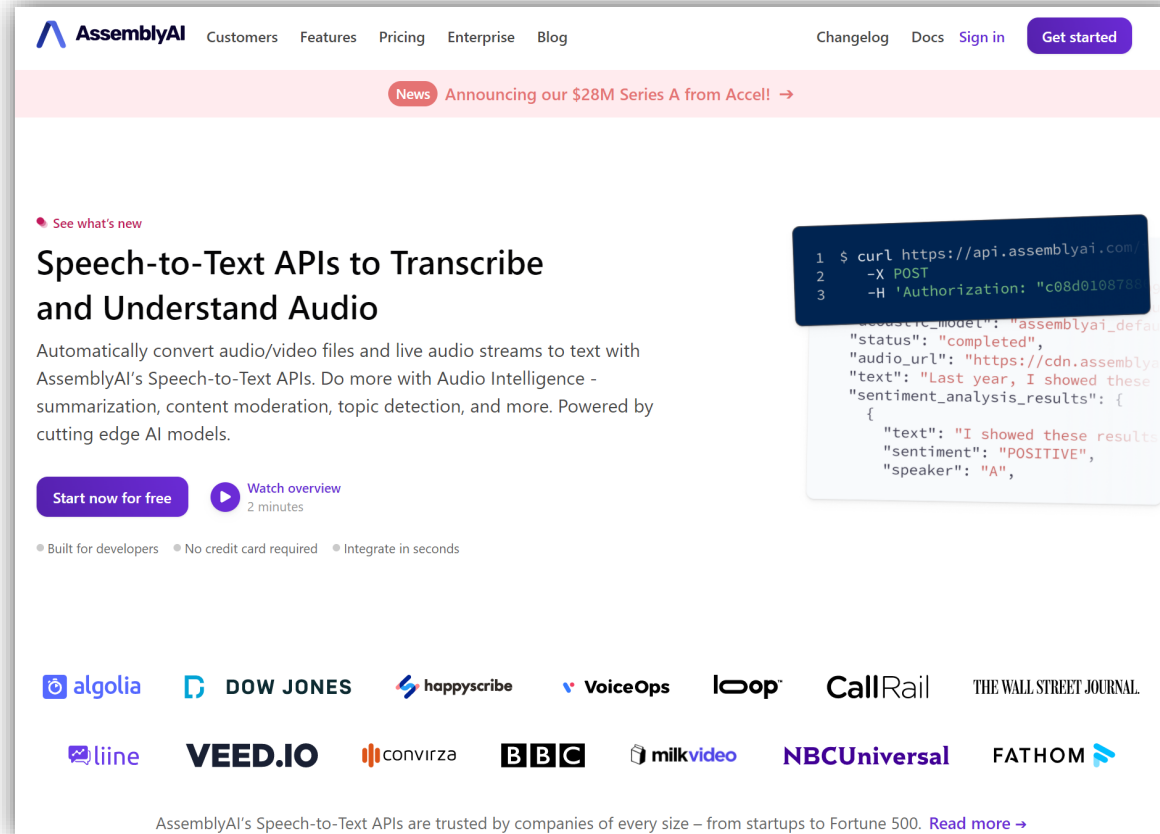 AssemblyAI Customers Features Pricing Enterprise Blog Changelog Docs Sign in Get started
News Announcing our $28M Series A from Accel! →
See what's new
Speech-to-Text APIs to Transcribe
and Understand Audio
Automatically convert audio/video files and live audio streams to text with
AssemblyAI's Speech-to-Text APIs. Do more with Audio Intelligence -
summarization, content moderation, topic detection, and more. Powered by
cutting edge AI models.
Start now for free
Watch overview
2 minutes
Built for developers No credit card required Integrate in seconds
1 $ curl https://api.assemblyai.com/
2 -X POST
3 -H 'Authorization: "c08d0108788
"acoustic_model": "assemblyai_defau
"status": "completed",
"audio_url": "https://cdn.assembly
"text": "Last year, I showed these
"sentiment_analysis_results": {
{
"text": "I showed these results
"sentiment": "POSITIVE",
"speaker": "A",
algolia DOW JONES happyscribe VoiceOps loop™ CallRail THE WALL STREET JOURNAL.
liine VEED.IO convırza BBC milkvideo NBCUniversal FATHOM
AssemblyAI's Speech-to-Text APIs are trusted by companies of every size – from startups to Fortune 500. Read more →